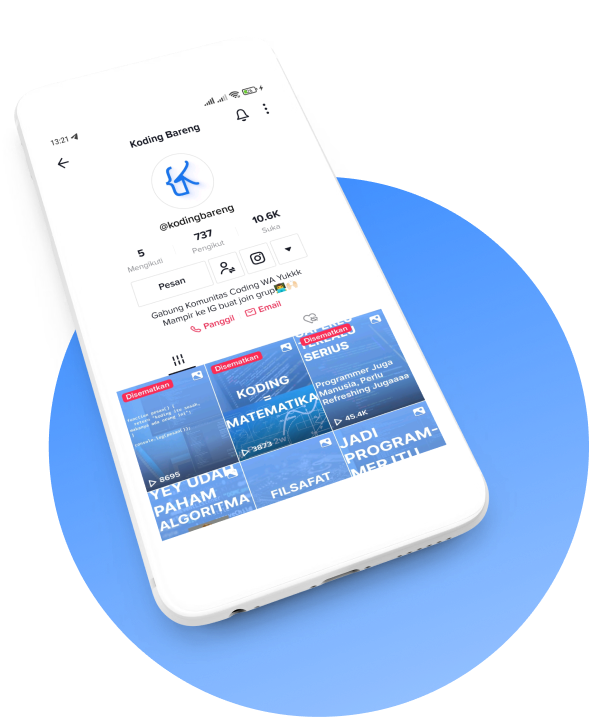 13:21
Koding Bareng
@kodingbareng
5
737
10.6K
Mengikuti
Pengikut
Suka
Pesan
Gabung Komunitas Coding WA Yukkk
Mampir ke IG buat join grup
Panggil
Email
Disematkan
8695
Disematkan
KODING
=
MATEMATIKA
3873
Disematkan
SERIUS
Programmer Juga
Manusia, Perlu
Refreshing Jugaaaa
45.4K
YEY UDAH
PAHAM
ALGORITMA
FILSAFAT
JADI
PROGRAM-
MER ITU